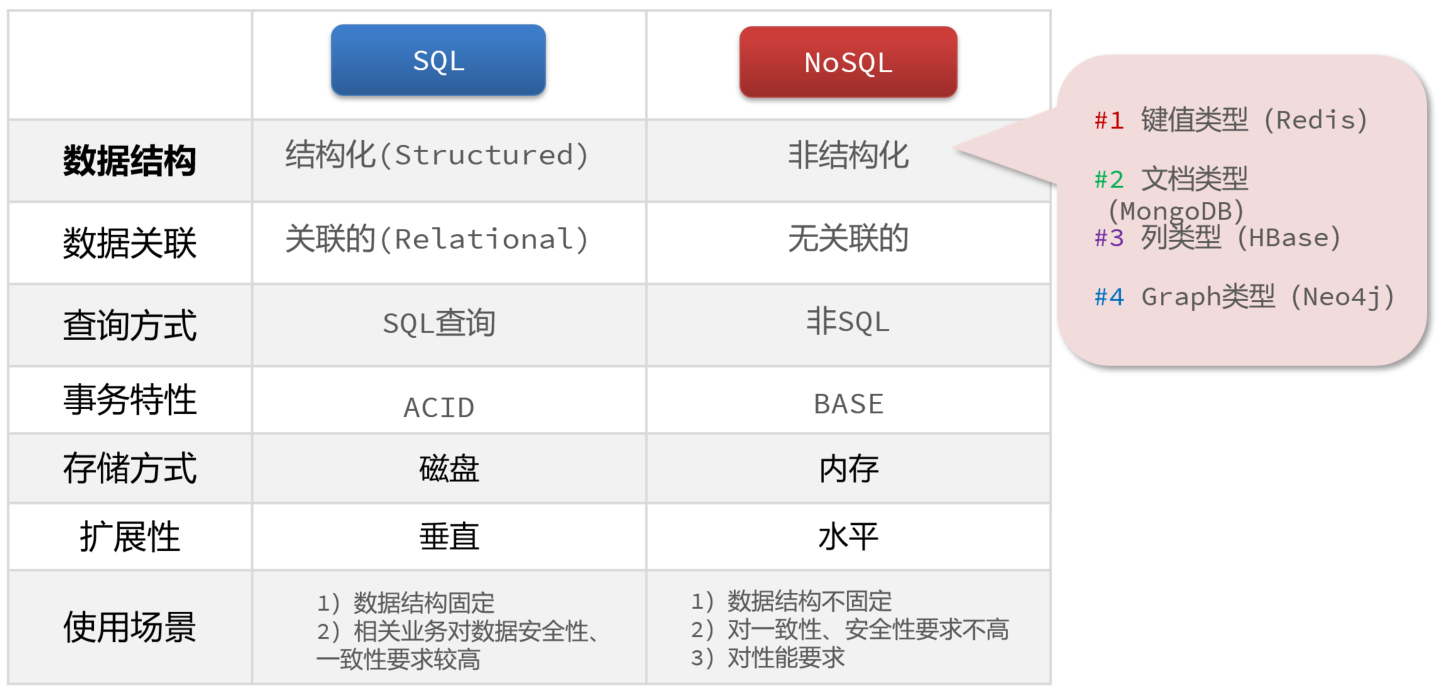 SQL
NoSQL
数据结构
结构化(Structured)
非结构化
#1 键值类型（Redis）
#2 文档类型
（MongoDB）
#3 列类型（HBase）
#4 Graph类型（Neo4j）
数据关联
关联的(Relational)
无关联的
查询方式
SQL查询
非SQL
事务特性
ACID
BASE
存储方式
磁盘
内存
扩展性
垂直
水平
使用场景
1）数据结构固定
2）相关业务对数据安全性、
一致性要求较高
1）数据结构不固定
2）对一致性、安全性要求不高
3）对性能要求